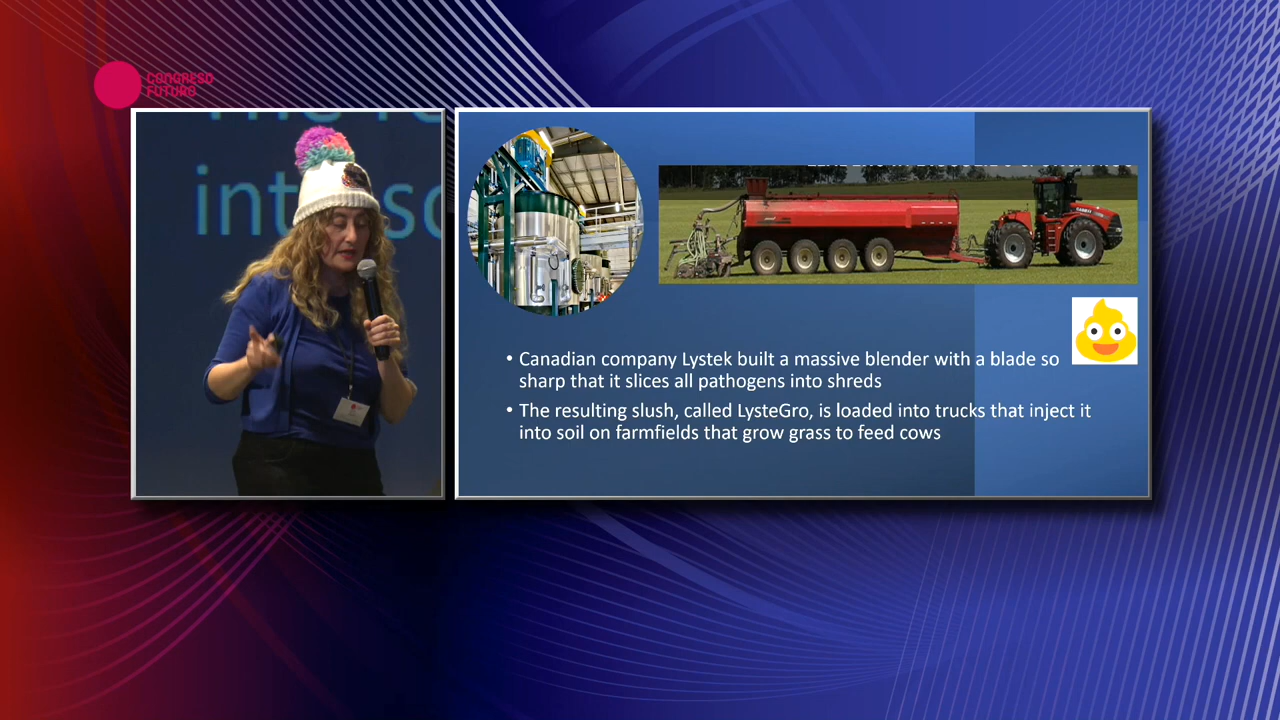 CONGRESO
FUTURO
• Canadian company Lystek built a massive blender with a blade so
sharp that it slices all pathogens into shreds
• The resulting slush, called LysteGro, is loaded into trucks that inject it
into soil on farmfields that grow grass to feed cows